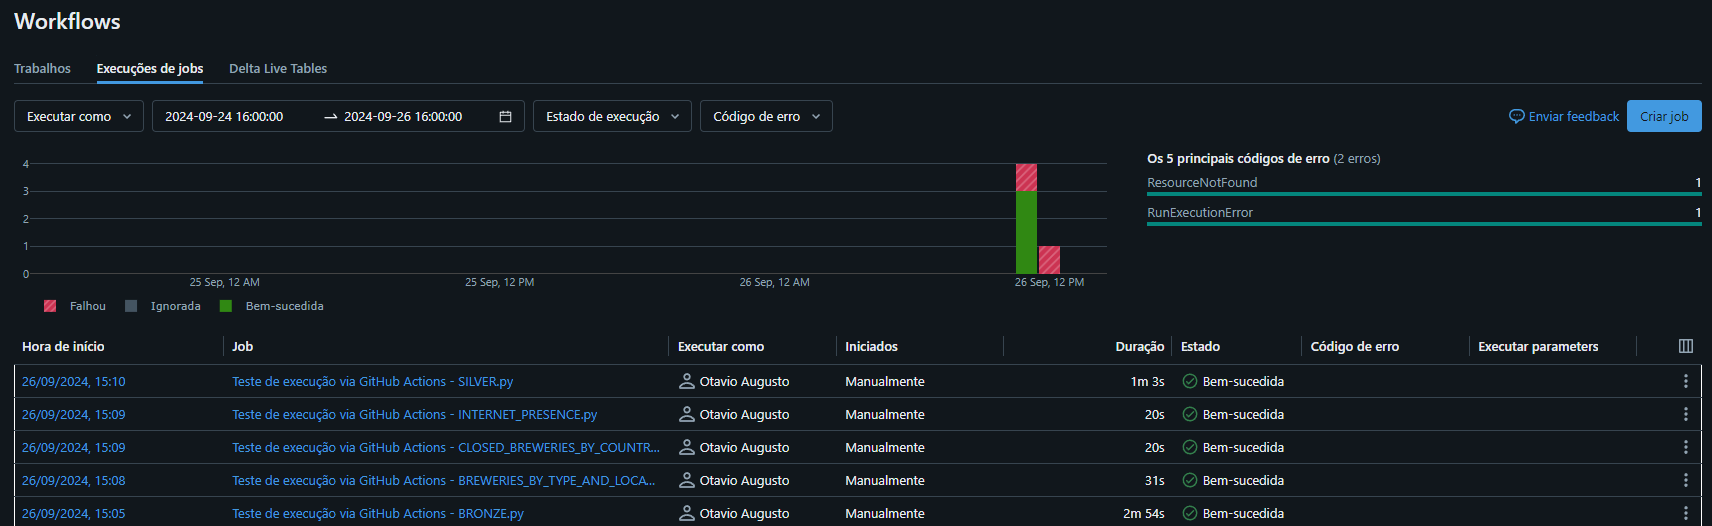 Workflows
Trabalhos Execuções de jobs Delta Live Tables
Executar como 2024-09-24 16:00:00 → 2024-09-26 16:00:00 Estado de execução Código de erro Enviar feedback Criar job
Os 5 principais códigos de erro (2 erros)
ResourceNotFound 1
RunExecutionError 1
4
3
2
1
0
25 Sep, 12 AM 25 Sep, 12 PM 26 Sep, 12 AM 26 Sep, 12 PM
Falhou Ignorada Bem-sucedida
Hora de início Job Executar como Iniciados Duração Estado Código de erro Executar parameters
26/09/2024, 15:10 Teste de execução via GitHub Actions - SILVER.py Otavio Augusto Manualmente 1m 3s Bem-sucedida
26/09/2024, 15:09 Teste de execução via GitHub Actions - INTERNET_PRESENCE.py Otavio Augusto Manualmente 20s Bem-sucedida
26/09/2024, 15:09 Teste de execução via GitHub Actions - CLOSED_BREWERIES_BY_COUNTR... Otavio Augusto Manualmente 20s Bem-sucedida
26/09/2024, 15:08 Teste de execução via GitHub Actions - BREWERIES_BY_TYPE_AND_LOCA... Otavio Augusto Manualmente 31s Bem-sucedida
26/09/2024, 15:05 Teste de execução via GitHub Actions - BRONZE.py Otavio Augusto Manualmente 2m 54s Bem-sucedida